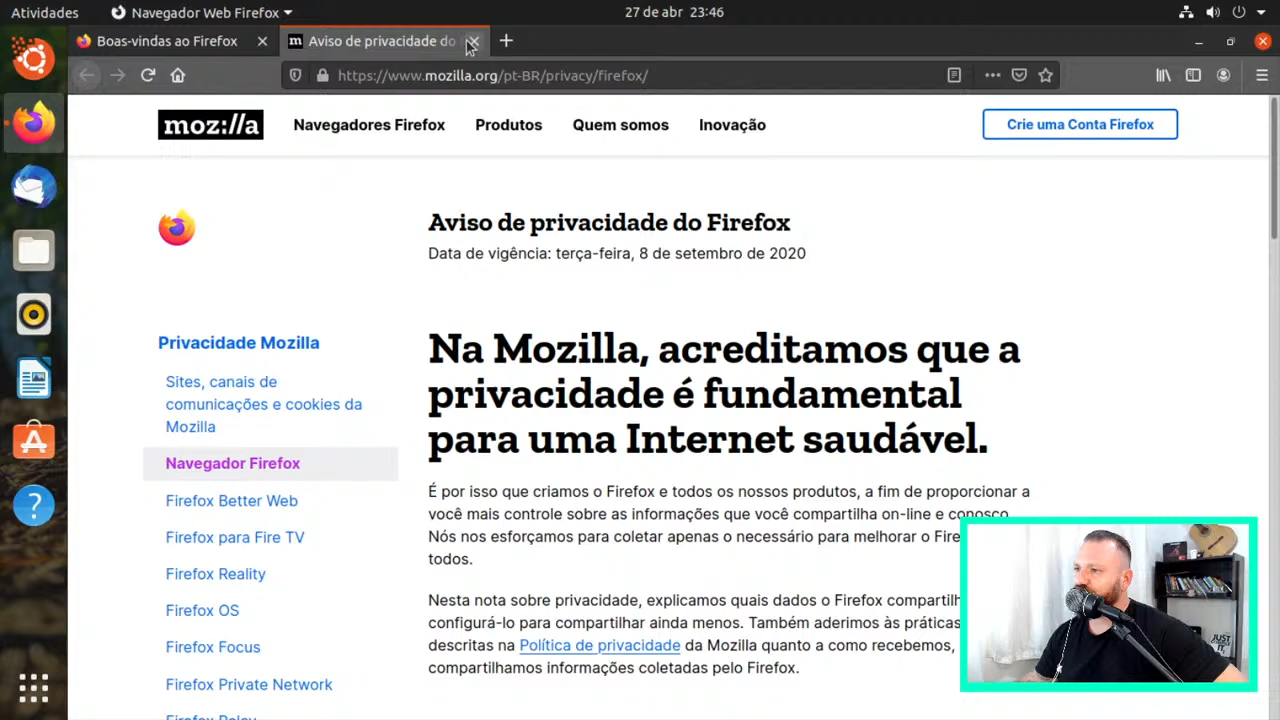 Atividades
Navegador Web Firefox
27 de abr 23:46
Boas-vindas ao Firefox
m Aviso de privacidade do
https://www.mozilla.org/pt-BR/privacy/firefox/
moz://a
Navegadores Firefox
Produtos
Quem somos
Inovação
Crie uma Conta Firefox
Aviso de privacidade do Firefox
Data de vigência: terça-feira, 8 de setembro de 2020
Privacidade Mozilla
Sites, canais de
comunicações e cookies da
Mozilla
Navegador Firefox
Firefox Better Web
Firefox para Fire TV
Firefox Reality
Firefox OS
Firefox Focus
Firefox Private Network
Na Mozilla, acreditamos que a
privacidade é fundamental
para uma Internet saudável.
É por isso que criamos o Firefox e todos os nossos produtos, a fim de proporcionar a
você mais controle sobre as informações que você compartilha on-line e conosco.
Nós nos esforçamos para coletar apenas o necessário para melhorar o Fire
todos.
Nesta nota sobre privacidade, explicamos quais dados o Firefox compartilh
configurá-lo para compartilhar ainda menos. Também aderimos às práticas
descritas na Política de privacidade da Mozilla quanto a como recebemos,
compartilhamos informações coletadas pelo Firefox.
JUST